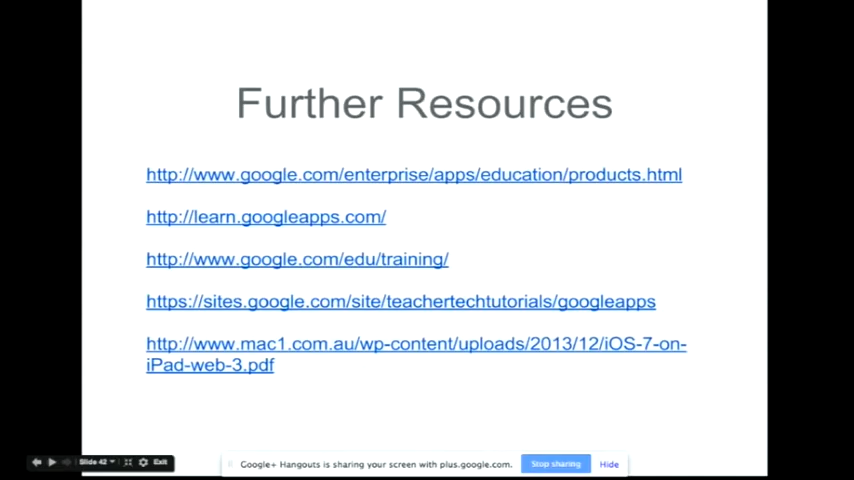 Further Resources
http://www.google.com/enterprise/apps/education/products.html
http://learn.googleapps.com/
http://www.google.com/edu/training/
https://sites.google.com/site/teachertechtutorials/googleapps
http://www.mac1.com.au/wp-content/uploads/2013/12/iOS-7-on-
iPad-web-3.pdf
Slide 42 Exit
Google+ Hangouts is sharing your screen with plus.google.com. Stop sharing Hide